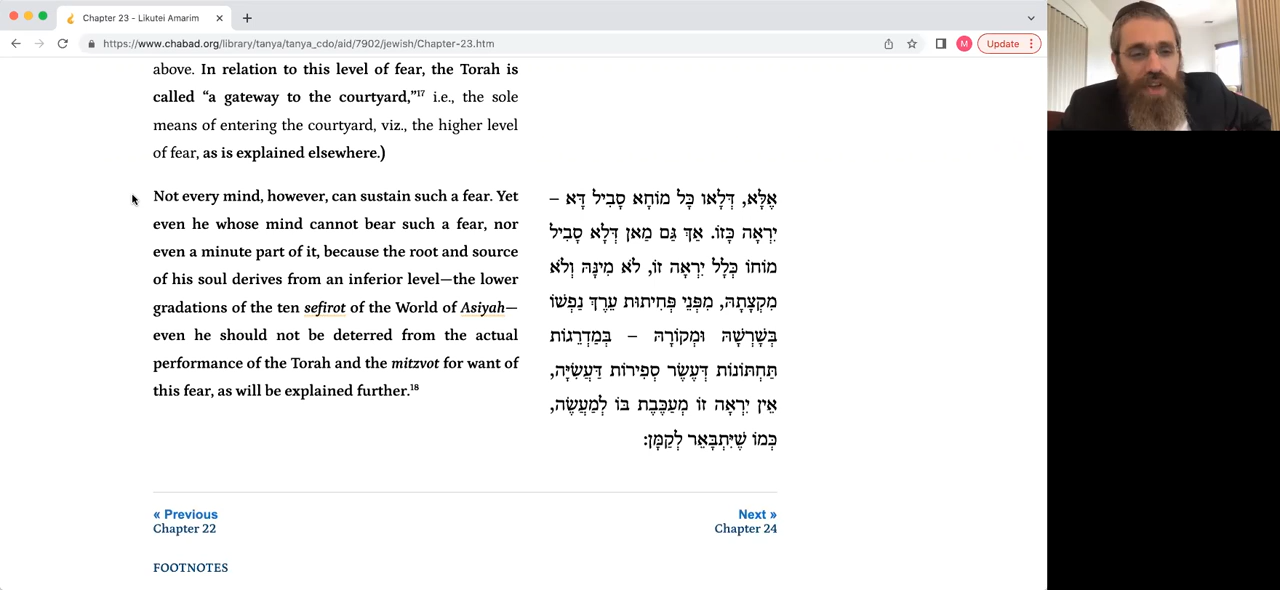 Chapter 23 - Likutei Amarim
https://www.chabad.org/library/tanya/tanya_cdo/aid/7902/jewish/Chapter-23.htm
M
Update
above. In relation to this level of fear, the Torah is
called “a gateway to the courtyard,”17 i.e., the sole
means of entering the courtyard, viz., the higher level
of fear, as is explained elsewhere.)
Not every mind, however, can sustain such a fear. Yet
even he whose mind cannot bear such a fear, nor
even a minute part of it, because the root and source
of his soul derives from an inferior level—the lower
gradations of the ten sefirot of the World of Asiyah—
even he should not be deterred from the actual
performance of the Torah and the mitzvot for want of
this fear, as will be explained further.18
אֶלָּא, דְּלָאו כָּל מוֹחָא סָבִיל דָּא –
יִרְאָה כָּזוֹ. אַךְ גַּם מַאן דְּלָא סָבִיל
מוֹחוֹ כְּלָל יִרְאָה זוֹ, לֹא מִינָּהּ וְלֹא
מִקְצָתָהּ, מִפְּנֵי פְּחִיתוּת עֵרֶךְ נַפְשׁוֹ
בְּשָׁרְשָׁהּ וּמְקוֹרָהּ – בְּמַדְרֵגוֹת
תַּחְתּוֹנוֹת דְּעֶשֶׂר סְפִירוֹת דַּעֲשִׂיָּה,
אֵין יִרְאָה זוֹ מְעַכֶּבֶת בּוֹ לְמַעֲשֶׂה,
כְּמוֹ שֶׁיִּתְבָּאֵר לְקַמָּן:
« Previous
Chapter 22
Next »
Chapter 24
FOOTNOTES